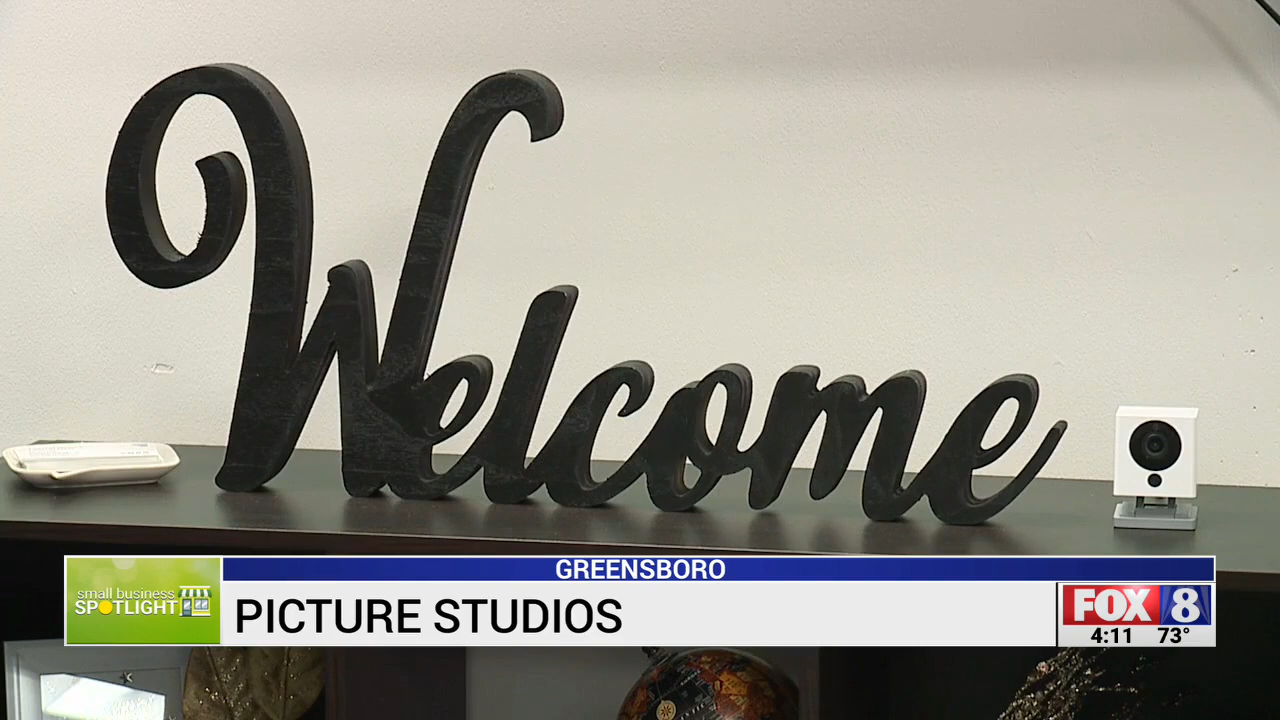 Welcome
GREENSBORO
small business
SPOTLIGHT
PICTURE STUDIOS
FOX 8
4:11 73°